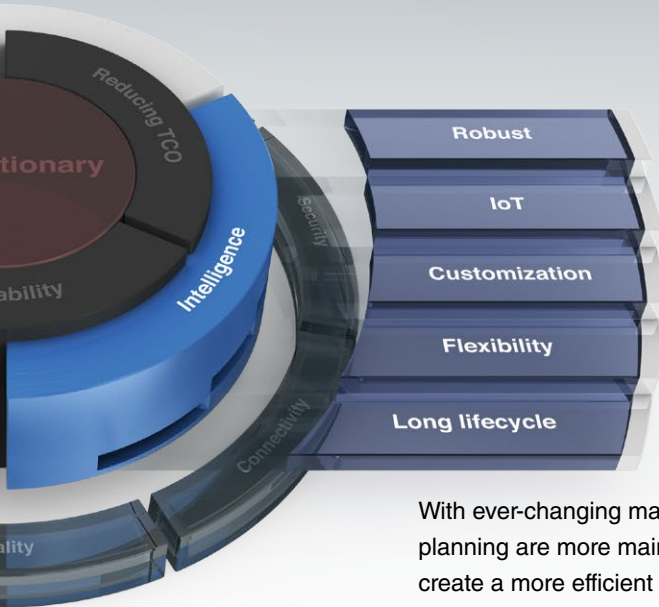 Reducing TCO
tionary
ability
Intelligence
Security
Connectivity
ality
Robust
IoT
Customization
Flexibility
Long lifecycle
With ever-changing ma
planning are more main
create a more efficient